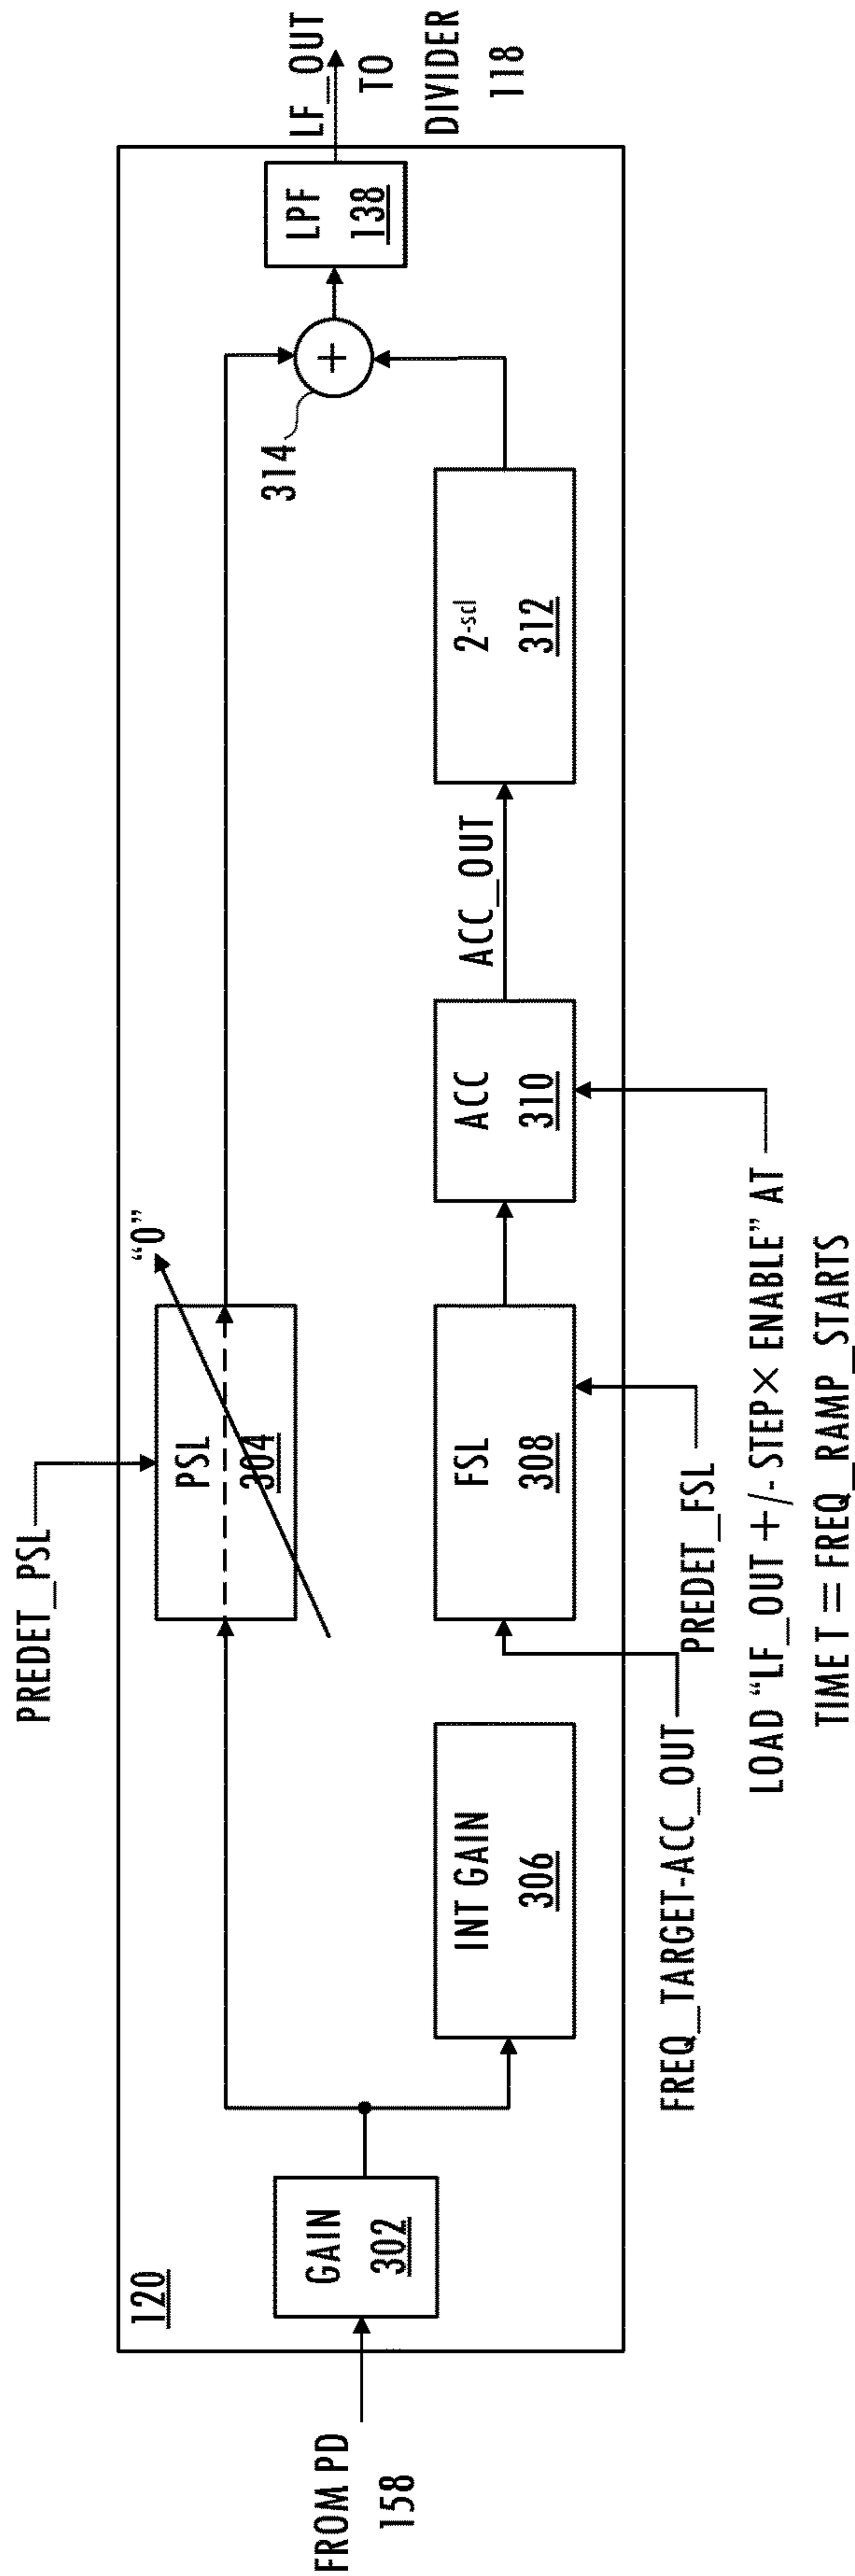 120
FROM PD
158
GAIN
302
PREDET_PSL
PSL
304
“0”
INT GAIN
306
FSL
308
FREQ_TARGET-ACC_OUT
PREDET_FSL
ACC
310
LOAD “LF_OUT +/- STEP× ENABLE” AT
TIME T = FREQ_RAMP_STARTS
ACC_OUT
2-scl
312
314
+
LPF
138
LF_OUT
TO
DIVIDER
118